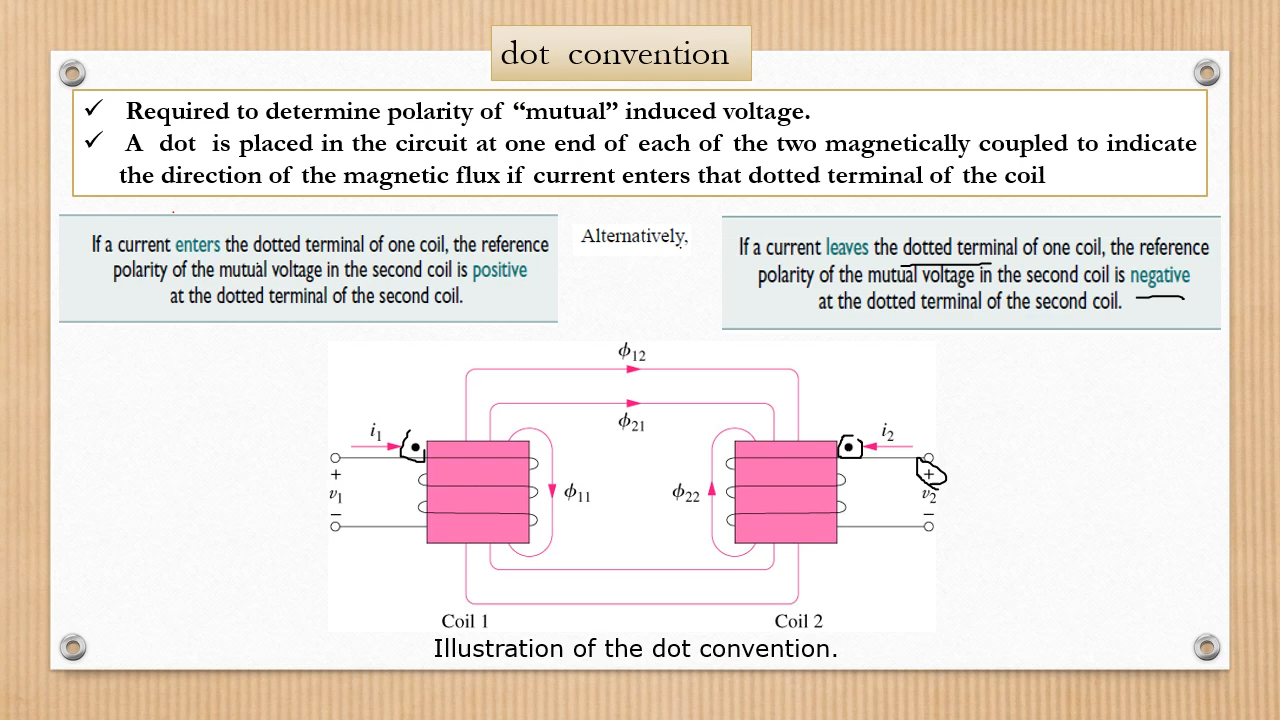 dot convention
✓ Required to determine polarity of “mutual” induced voltage.
✓ A dot is placed in the circuit at one end of each of the two magnetically coupled to indicate
the direction of the magnetic flux if current enters that dotted terminal of the coil
If a current enters the dotted terminal of one coil, the reference
polarity of the mutual voltage in the second coil is positive
at the dotted terminal of the second coil.
Alternatively,
If a current leaves the dotted terminal of one coil, the reference
polarity of the mutual voltage in the second coil is negative
at the dotted terminal of the second coil.
ϕ12
ϕ21
i1
i2
+
v1
−
ϕ11
ϕ22
+
v2
−
Coil 1
Coil 2
Illustration of the dot convention.